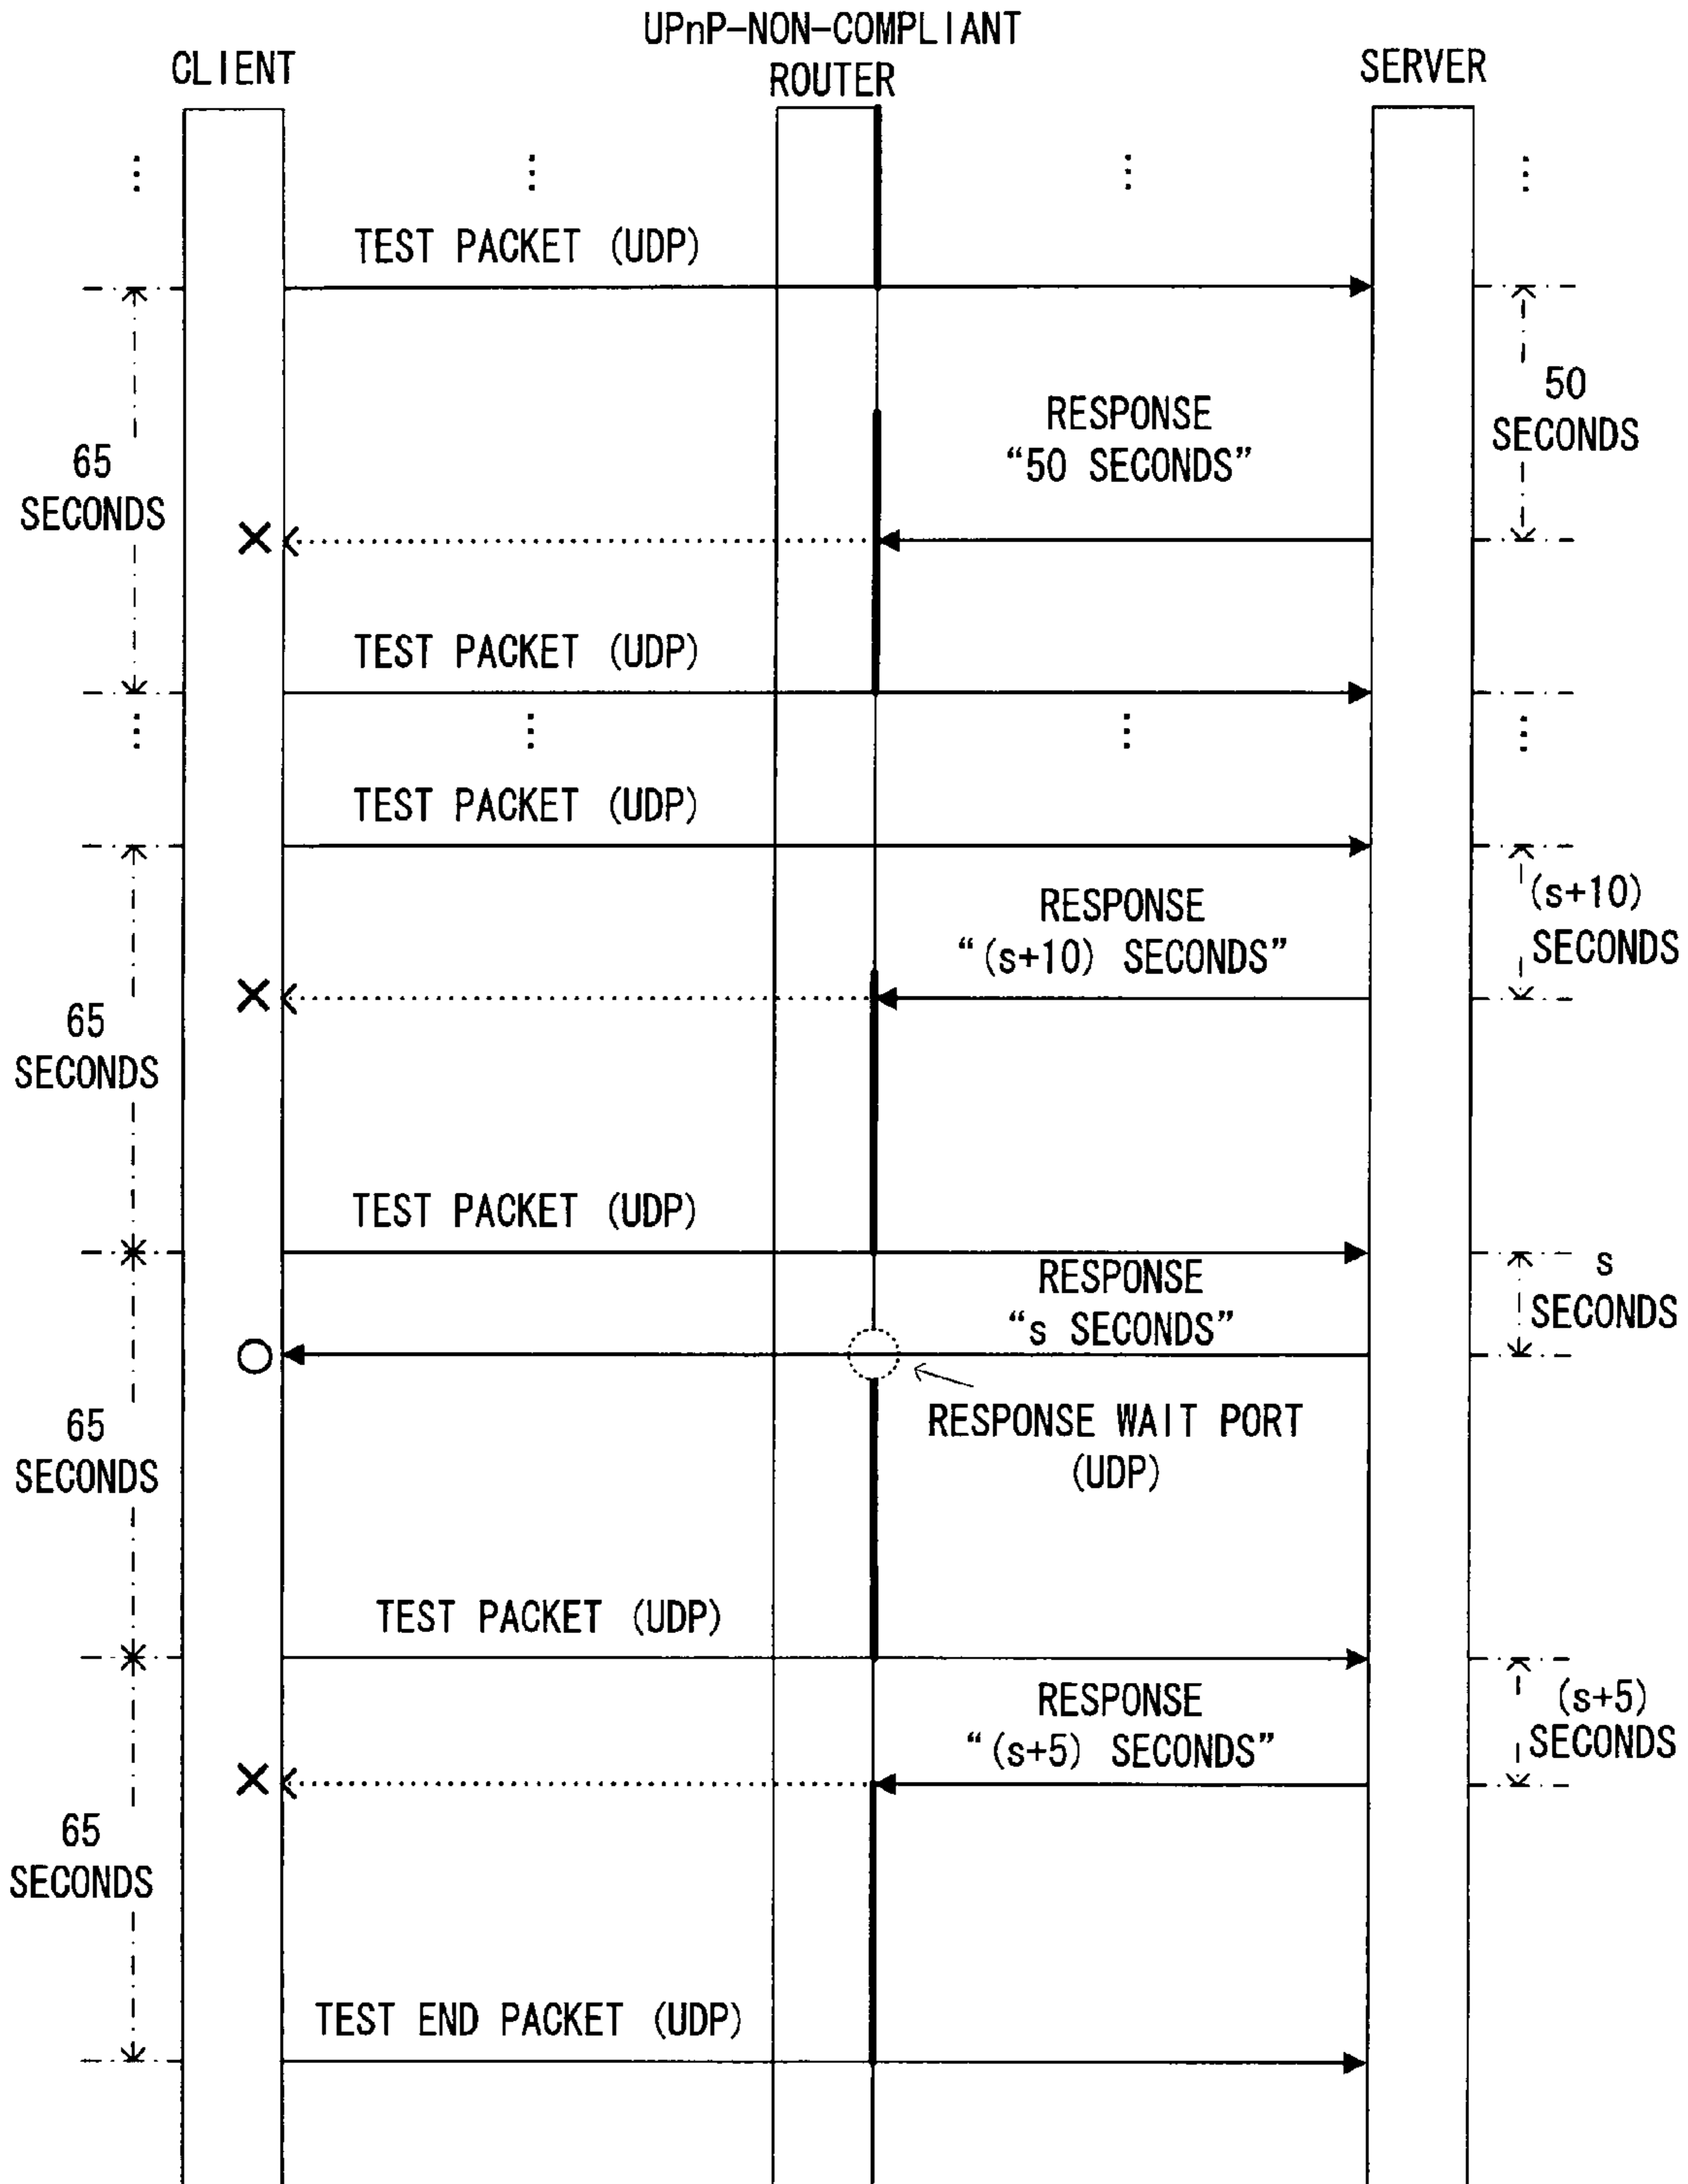 UPnP-NON-COMPLIANT
CLIENT
ROUTER
SERVER
TEST PACKET (UDP)
50
SECONDS
RESPONSE
“50 SECONDS”
65
SECONDS
TEST PACKET (UDP)
TEST PACKET (UDP)
(s+10)
SECONDS
RESPONSE
“(s+10) SECONDS”
65
SECONDS
TEST PACKET (UDP)
s
SECONDS
RESPONSE
“s SECONDS”
RESPONSE WAIT PORT
(UDP)
65
SECONDS
TEST PACKET (UDP)
(s+5)
SECONDS
RESPONSE
“(s+5) SECONDS”
65
SECONDS
TEST END PACKET (UDP)